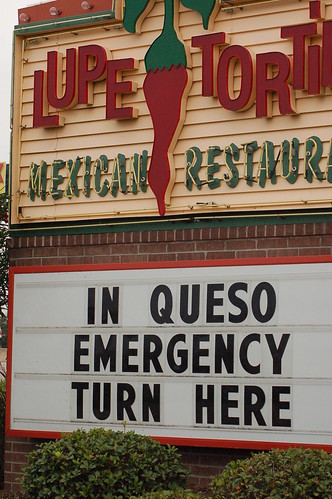 LUPE TORTI
MEXICAN RESTAURA
IN QUESO
EMERGENCY
TURN HERE